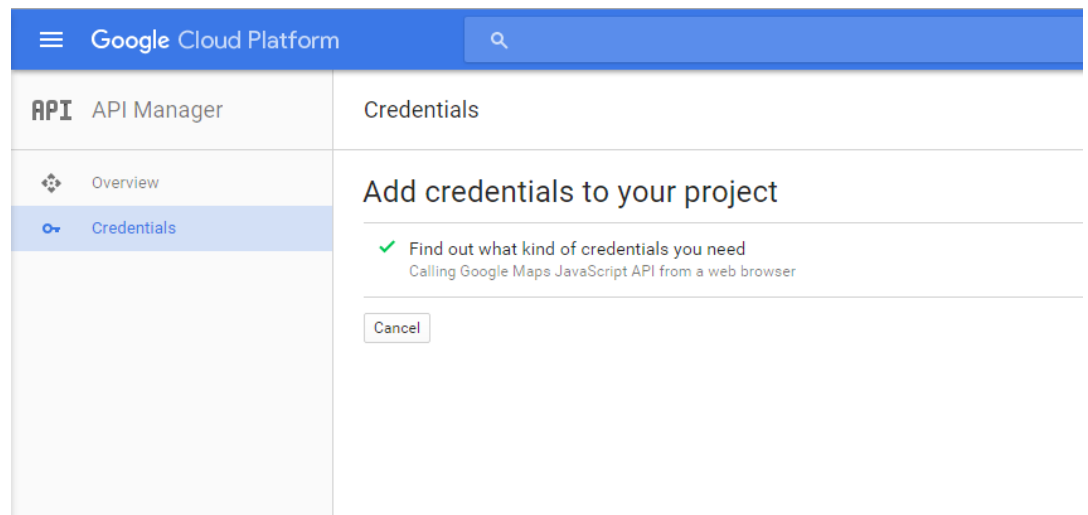 Google Cloud Platform
API API Manager
Credentials
Overview
Credentials
Add credentials to your project
Find out what kind of credentials you need
Calling Google Maps JavaScript API from a web browser
Cancel